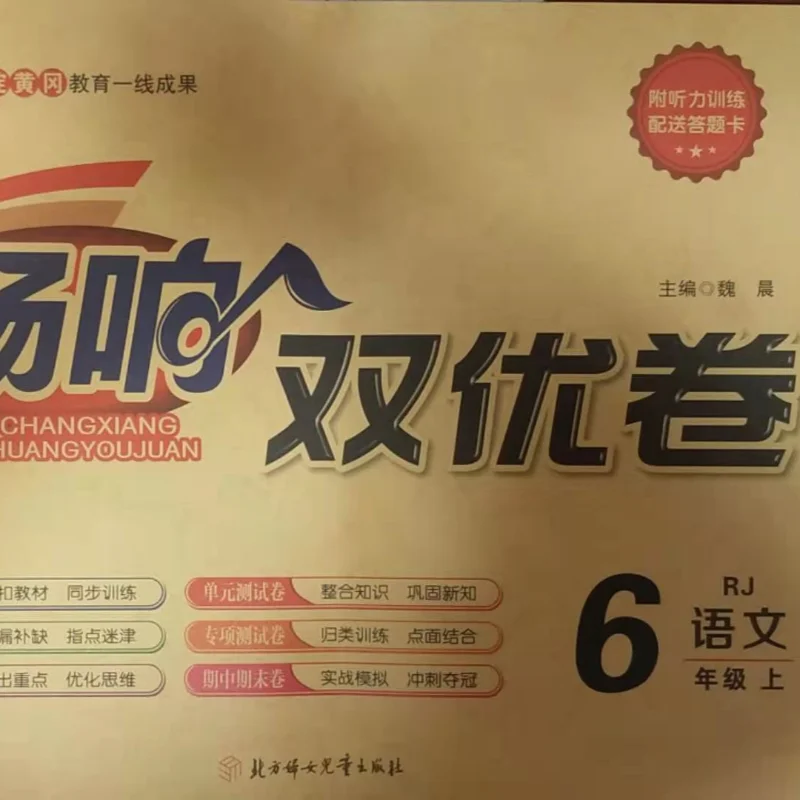 黄冈教育一线成果
附听力训练
配送答题卡
主编◎魏 晨
畅响
双优卷
CHANGXIANG
HUANGYOUJUAN
扣教材 同步训练
单元测试卷 整合知识 巩固新知
漏补缺 指点迷津
专项测试卷 归类训练 点面结合
出重点 优化思维
期中期末卷 实战模拟 冲刺夺冠
6
RJ
语文
年级 上
北方妇女儿童出版社